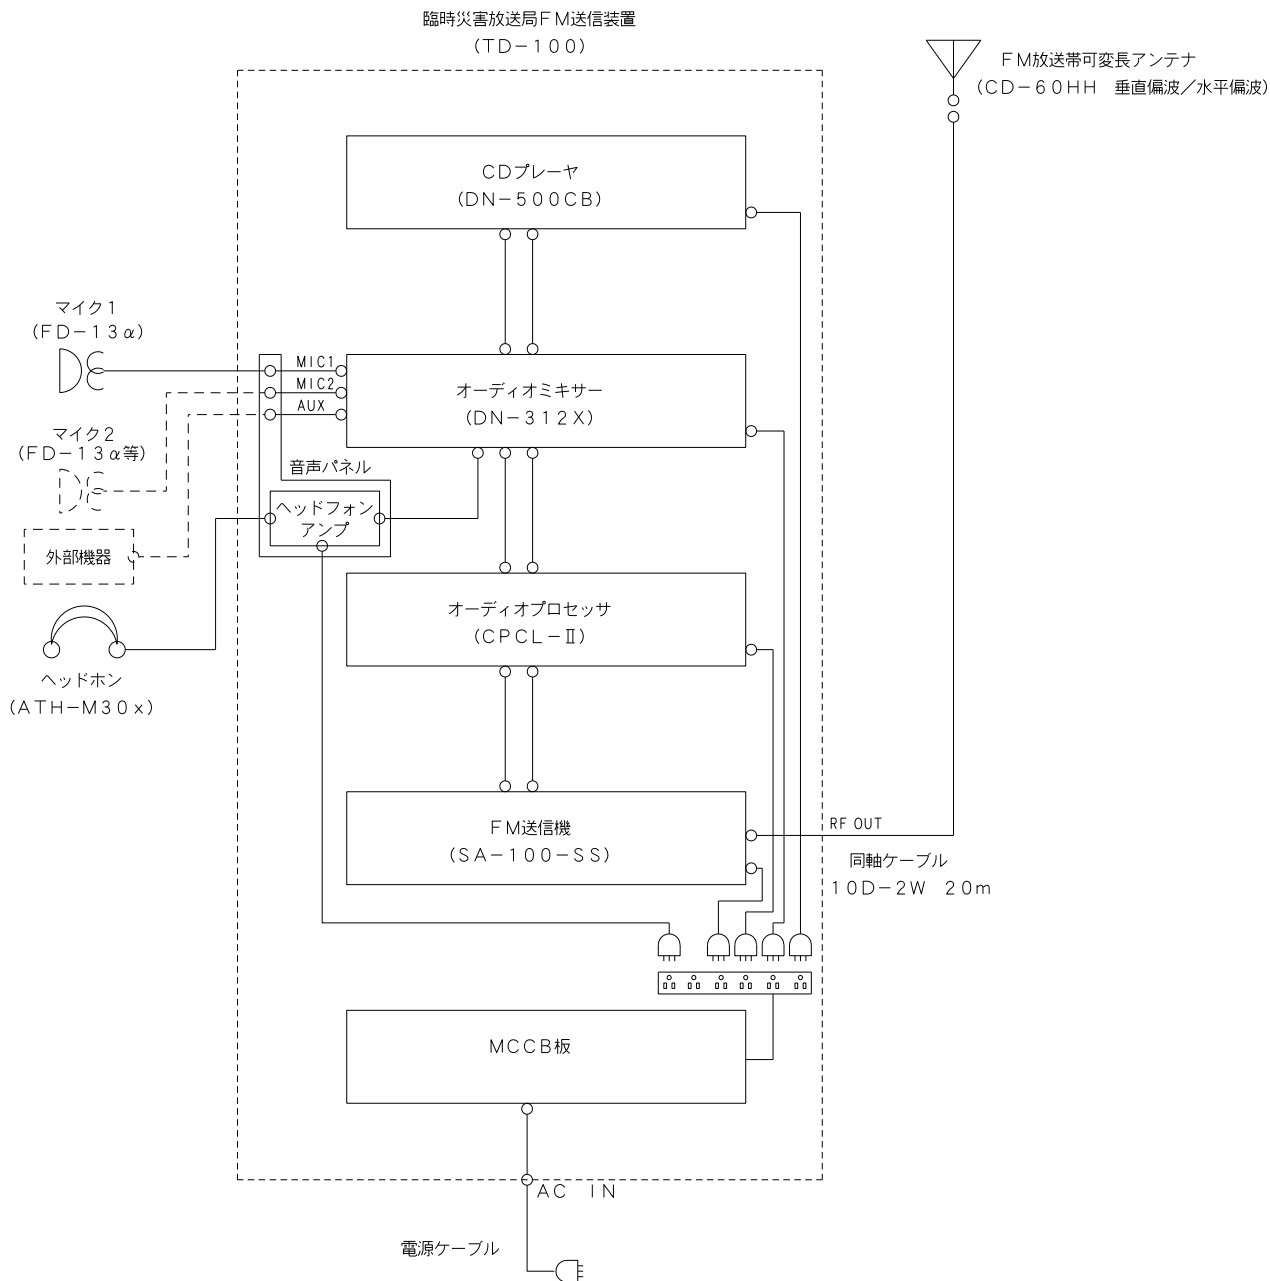 臨時災害放送局ＦＭ送信装置
(ＴＤ－１００)
ＦＭ放送帯可変長アンテナ
(ＣＤ－６０ＨＨ　垂直偏波／水平偏波)
ＣＤプレーヤ
(ＤＮ－５００ＣＢ)
マイク１
(ＦＤ－１３α)
MIC1
MIC2
AUX
オーディオミキサー
(ＤＮ－３１２Ｘ)
マイク２
(ＦＤ－１３α等)
音声パネル
ヘッドフォン
アンプ
外部機器
オーディオプロセッサ
(ＣＰＣＬ－Ⅱ)
ヘッドホン
(ＡＴＨ－Ｍ３０ｘ)
ＦＭ送信機
(ＳＡ－１００－ＳＳ)
RF OUT
同軸ケーブル
１０Ｄ－２Ｗ　２０ｍ
ＭＣＣＢ板
ＡＣ　ＩＮ
電源ケーブル